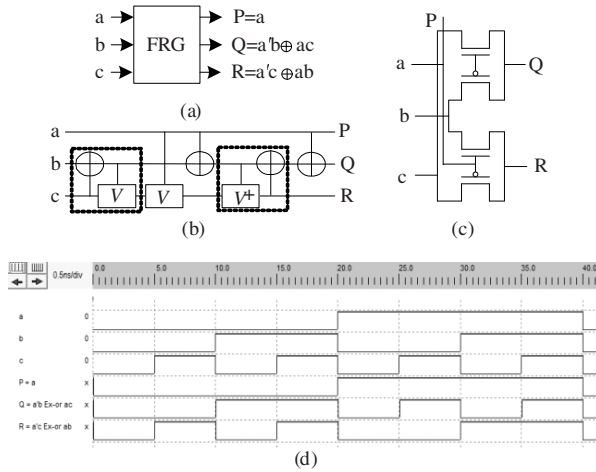 a P=a
b FRG Q=a'b⊕ ac
c R=a'c ⊕ab
(a)
a P
b Q
c V V V+ R
(b)
P
a Q
b
c R
(c)
0.5ns/div 0.0 5.0 10.0 15.0 20.0 25.0 30.0 35.0 40.0
a 0
b 0
c 0
P = a x
Q = a'b Ex-or ac x
R = a'c Ex-or ab x
(d)